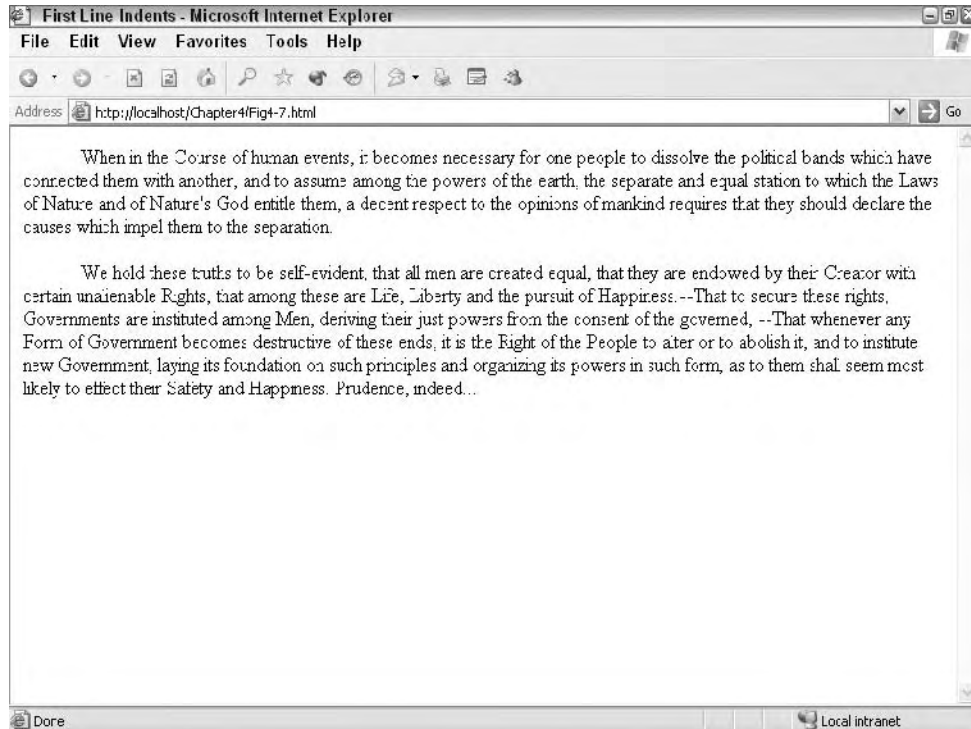 First Line Indents - Microsoft Internet Explorer
File Edit View Favorites Tools Help
Address http://localhost/Chapter4/Fig4-7.html Go
When in the Course of human events, it becomes necessary for one people to dissolve the political bands which have
connected them with another, and to assume among the powers of the earth, the separate and equal station to which the Laws
of Nature and of Nature's God entitle them, a decent respect to the opinions of mankind requires that they should declare the
causes which impel them to the separation.
We hold these truths to be self-evident, that all men are created equal, that they are endowed by their Creator with
certain unalienable Rights, that among these are Life, Liberty and the pursuit of Happiness.--That to secure these rights,
Governments are instituted among Men, deriving their just powers from the consent of the governed, --That whenever any
Form of Government becomes destructive of these ends, it is the Right of the People to alter or to abolish it, and to institute
new Government, laying its foundation on such principles and organizing its powers in such form, as to them shall seem most
likely to effect their Safety and Happiness. Prudence, indeed...
Done Local intranet